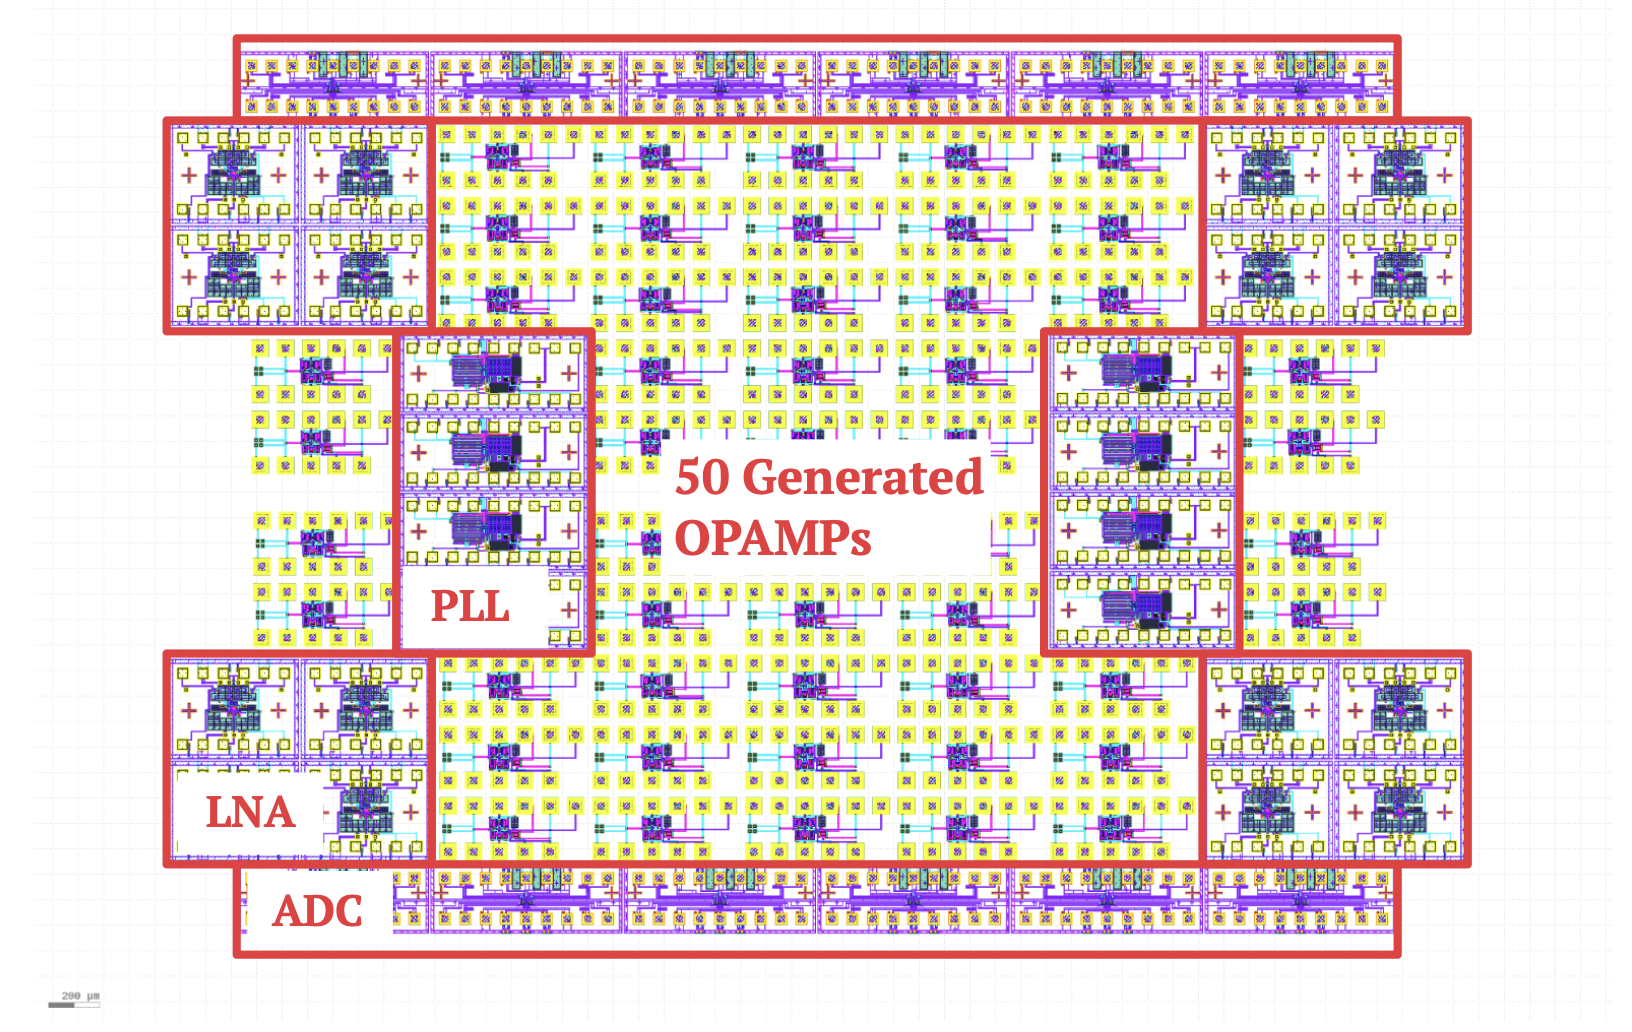 50 Generated
OPAMPs
PLL
LNA
ADC
200 µm